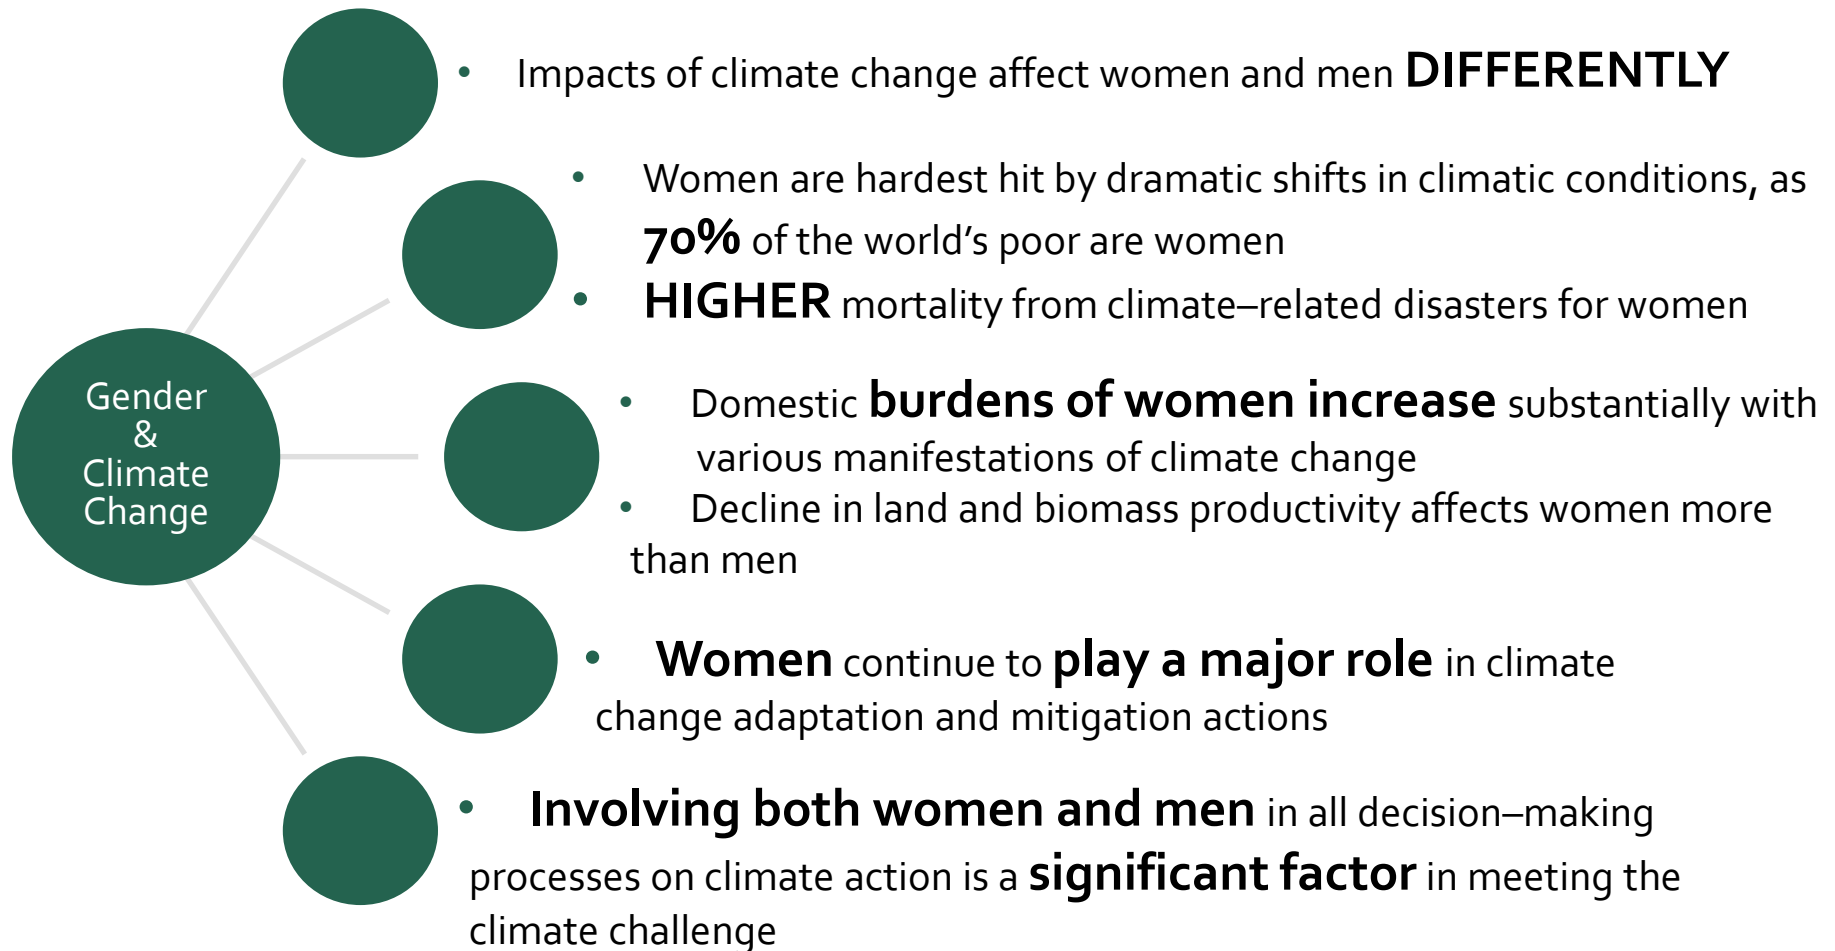 Gender
&
Climate
Change
• Impacts of climate change affect women and men DIFFERENTLY
• Women are hardest hit by dramatic shifts in climatic conditions, as
70% of the world’s poor are women
• HIGHER mortality from climate–related disasters for women
• Domestic burdens of women increase substantially with
various manifestations of climate change
• Decline in land and biomass productivity affects women more
than men
• Women continue to play a major role in climate
change adaptation and mitigation actions
• Involving both women and men in all decision–making
processes on climate action is a significant factor in meeting the
climate challenge